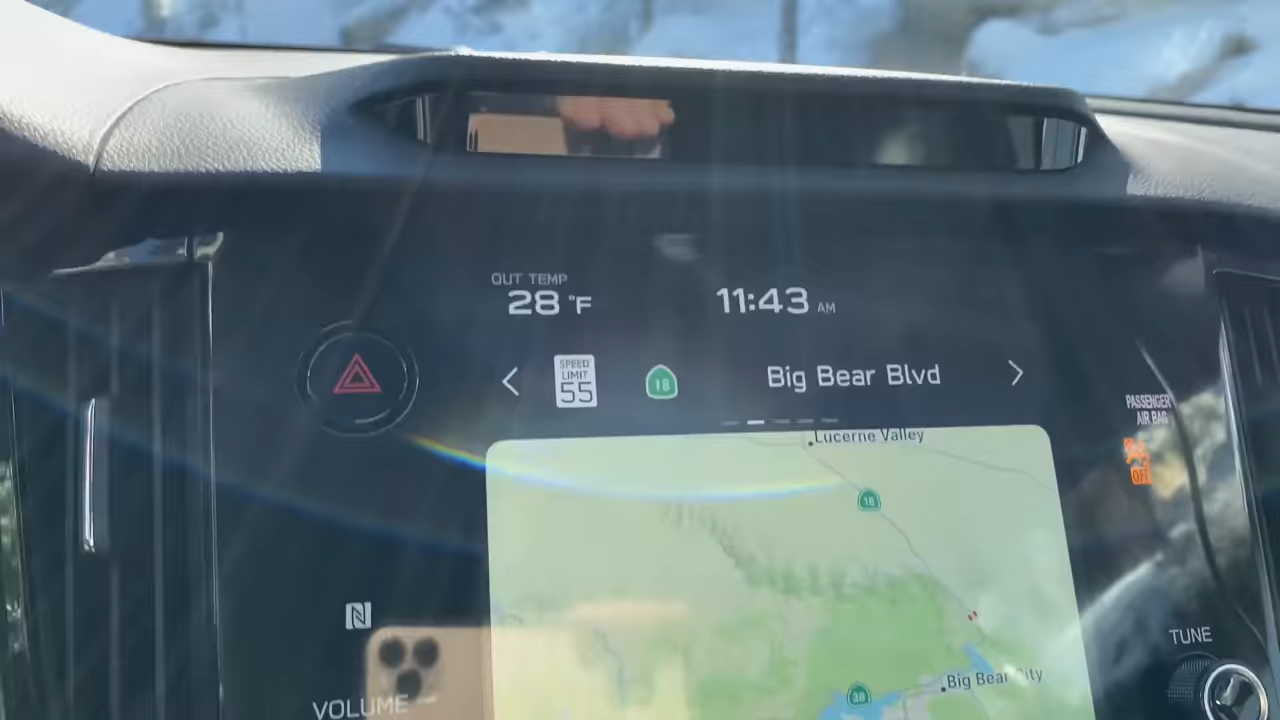 OUT TEMP
28 °F
11:43 AM
SPEED
LIMIT
55
18
Big Bear Blvd
PASSENGER
AIR BAG
OFF
Lucerne Valley
18
Big Bear City
38
TUNE
VOLUME